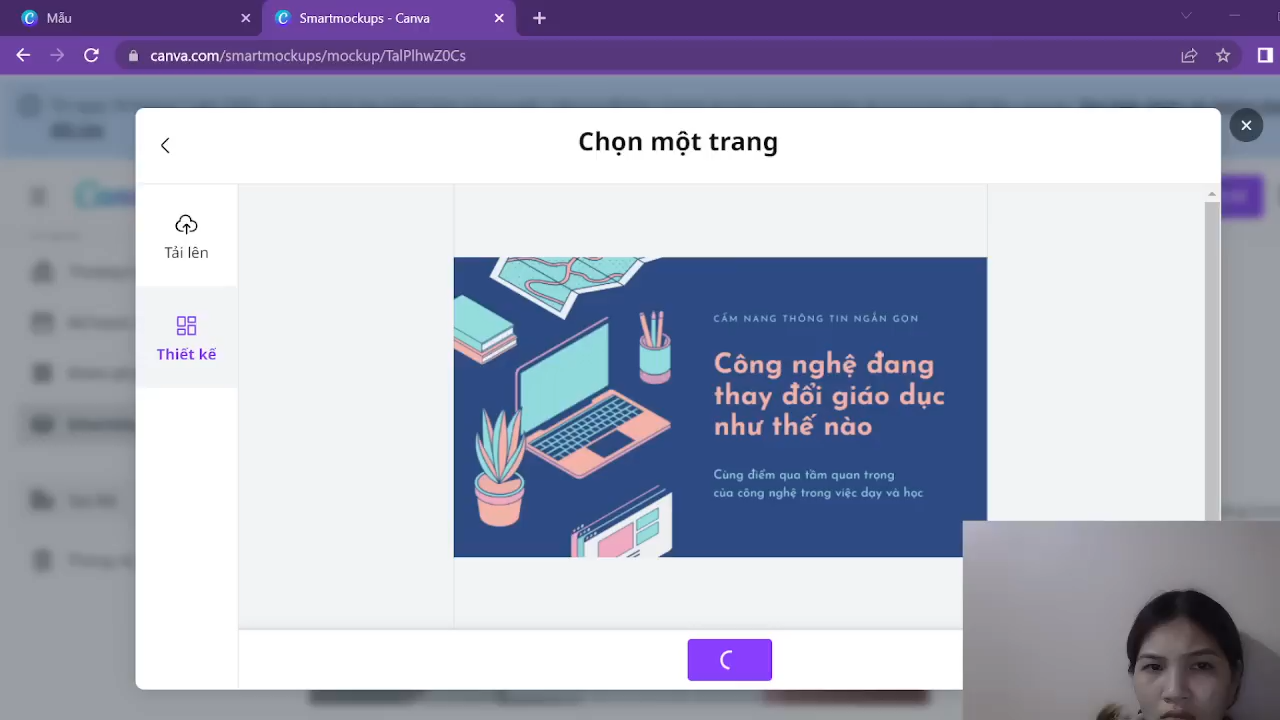 Mẫu
Smartmockups - Canva
canva.com/smartmockups/mockup/TalPlhwZ0Cs
Chọn một trang
Tải lên
Thiết kế
CẨM NANG THÔNG TIN NGẮN GỌN
Công nghệ đang
thay đổi giáo dục
như thế nào
Cùng điểm qua tầm quan trọng
của công nghệ trong việc dạy và học